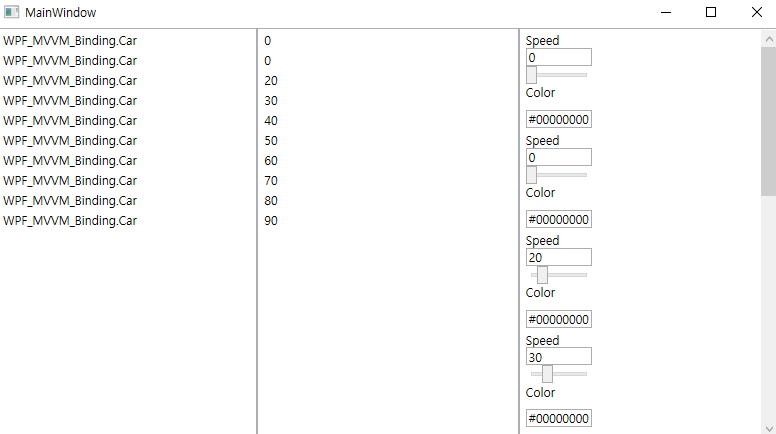 MainWindow
WPF_MVVM_Binding.Car
WPF_MVVM_Binding.Car
WPF_MVVM_Binding.Car
WPF_MVVM_Binding.Car
WPF_MVVM_Binding.Car
WPF_MVVM_Binding.Car
WPF_MVVM_Binding.Car
WPF_MVVM_Binding.Car
WPF_MVVM_Binding.Car
WPF_MVVM_Binding.Car
0
0
20
30
40
50
60
70
80
90
Speed
0
Color
#00000000
Speed
0
Color
#00000000
Speed
20
Color
#00000000
Speed
30
Color
#00000000